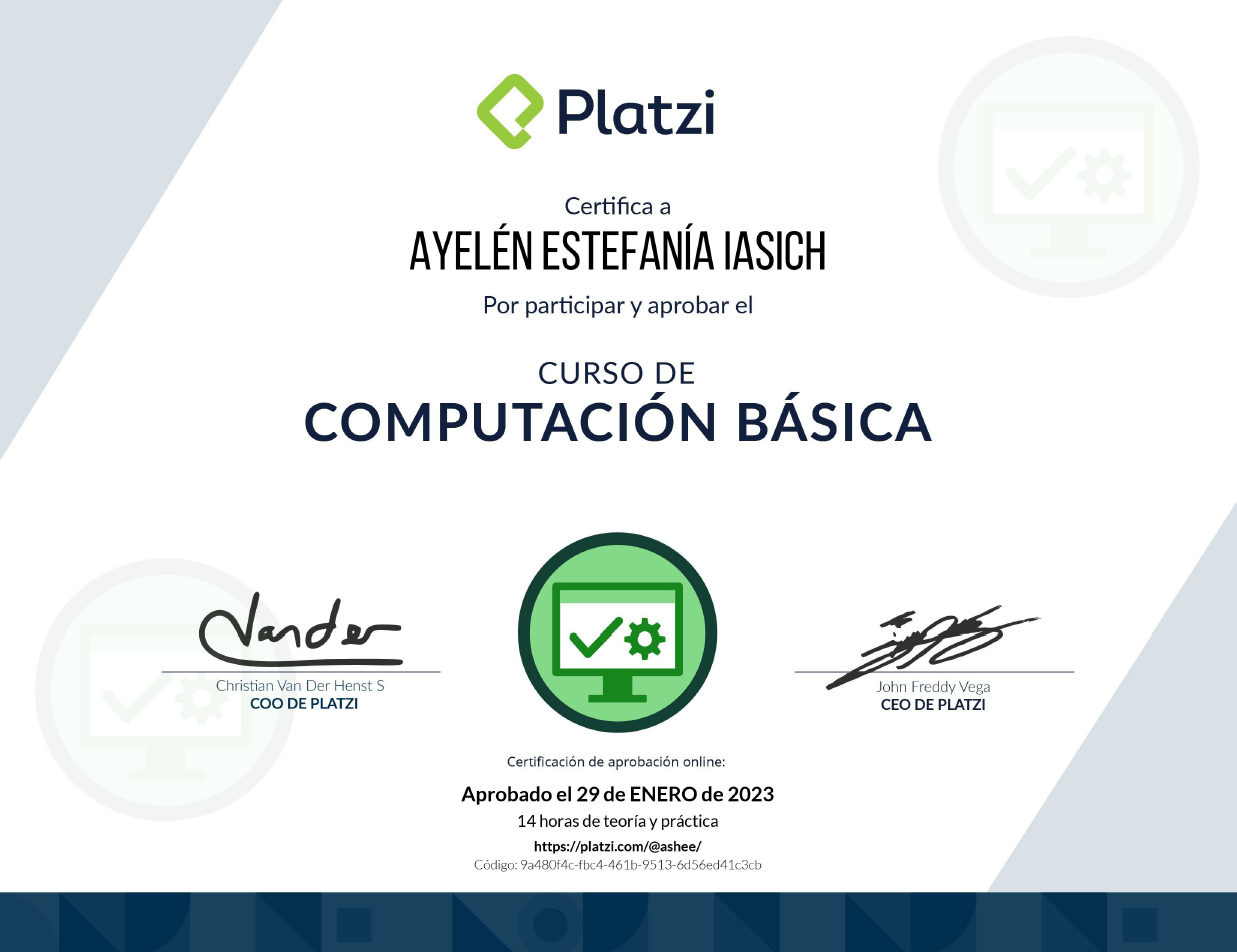 Platzi
Certifica a
AYELÉN ESTEFANÍA IASICH
Por participar y aprobar el
CURSO DE
COMPUTACIÓN BÁSICA
Vander
Christian Van Der Henst S
COO DE PLATZI
John Freddy Vega
CEO DE PLATZI
Certificación de aprobación online:
Aprobado el 29 de ENERO de 2023
14 horas de teoría y práctica
https://platzi.com/@ashee/
Código: 9a480f4c-fbc4-461b-9513-6d56ed41c3cb